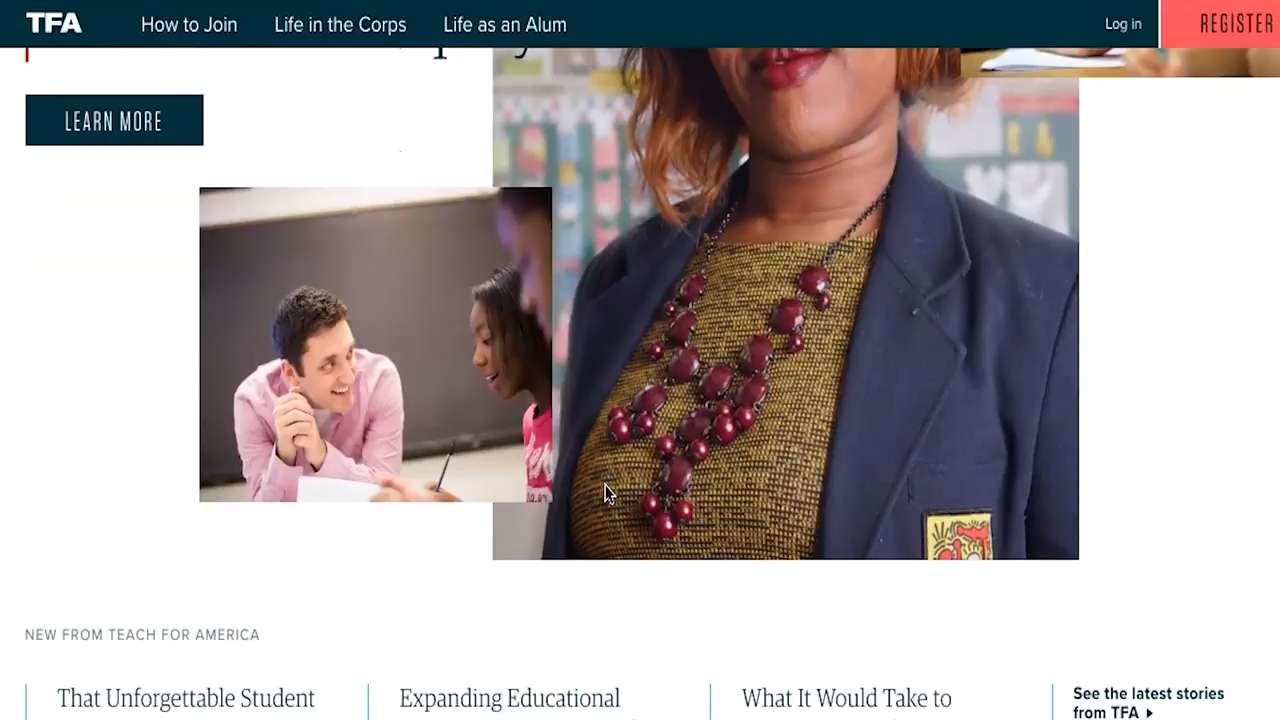 TFA How to Join Life in the Corps Life as an Alum Log in REGISTER
LEARN MORE
NEW FROM TEACH FOR AMERICA
That Unforgettable Student
Expanding Educational
What It Would Take to
See the latest stories
from TFA